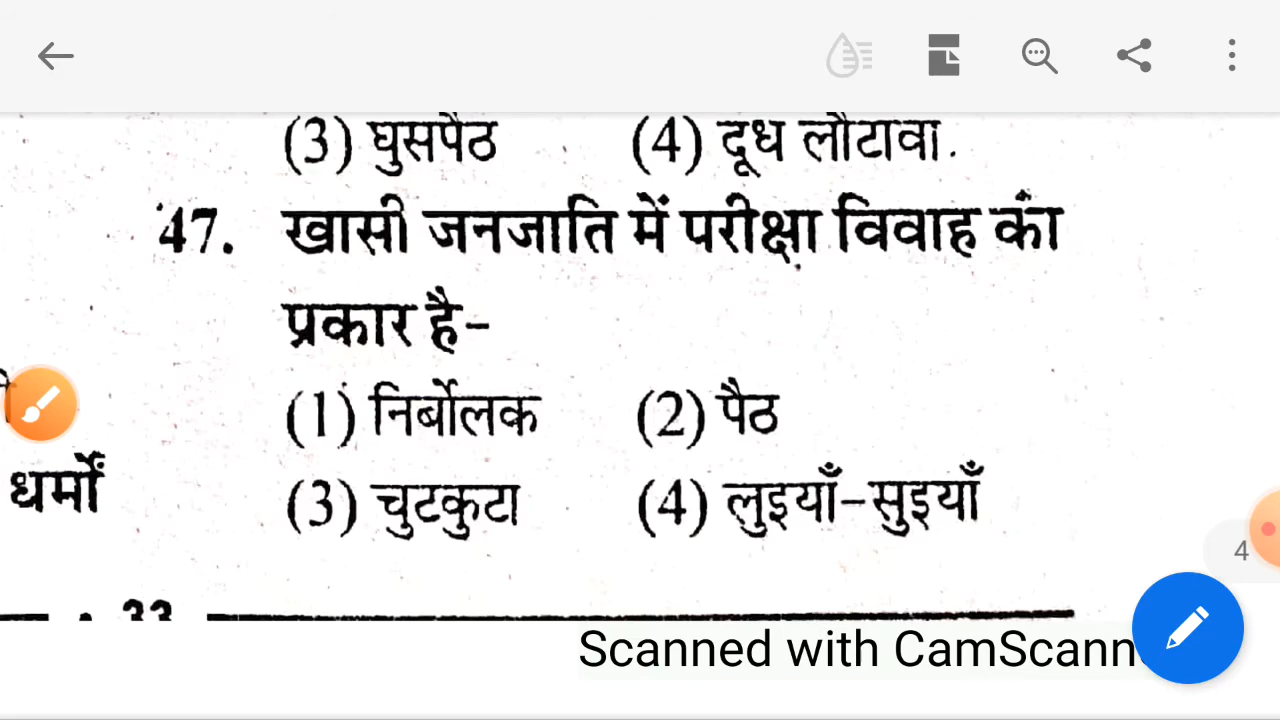 (3) घुसपैठ (4) दूध लौटावा.
47. खासी जनजाति में परीक्षा विवाह का
प्रकार है-
(1) निर्बोलक (2) पैठ
(3) चुटकुटा (4) लुइयाँ-सुइयाँ
धर्मों
4
33
Scanned with CamScann